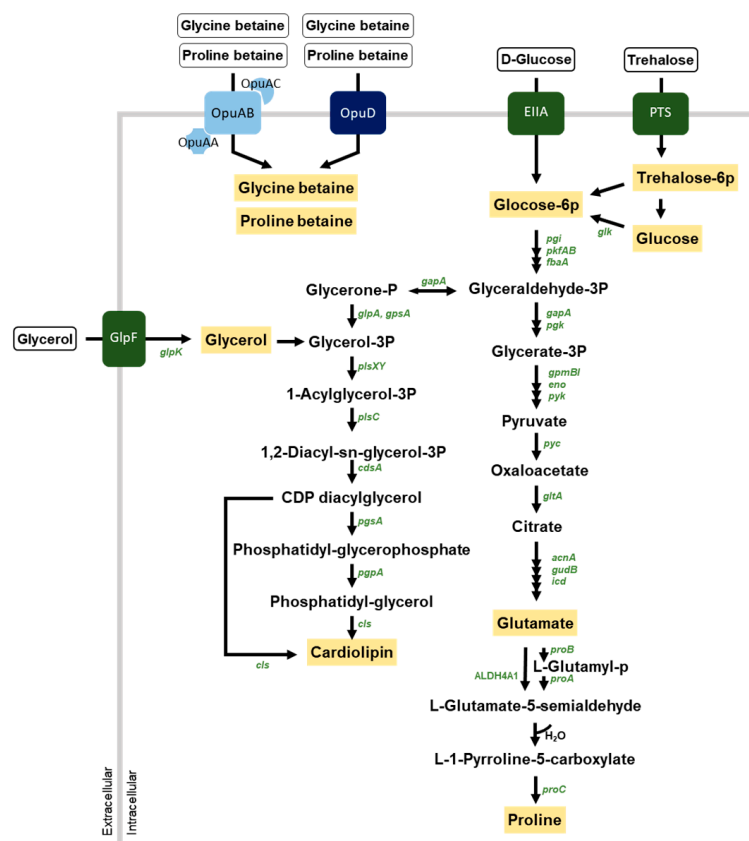 Glycine betaine
Glycine betaine
Proline betaine
Proline betaine
D-Glucose
Trehalose
OpuAC
OpuAB
OpuD
EIIA
PTS
OpuAA
Glycine betaine
Trehalose-6p
Glocose-6p
Proline betaine
glk
Glucose
pgi
pkfAB
fbaA
Glycerone-P
gapA
Glyceraldehyde-3P
glpA, gpsA
gapA
pgk
Glycerol
GlpF
glpK
Glycerol
Glycerol-3P
Glycerate-3P
plsXY
gpmBI
eno
pyk
1-Acylglycerol-3P
plsC
Pyruvate
pyc
1,2-Diacyl-sn-glycerol-3P
cdsA
Oxaloacetate
gltA
CDP diacylglycerol
pgsA
Citrate
Phosphatidyl-glycerophosphate
acnA
gudB
icd
pgpA
Phosphatidyl-glycerol
cls
Glutamate
Cardiolipin
cls
proB
L-Glutamyl-p
ALDH4A1
proA
L-Glutamate-5-semialdehyde
H₂O
L-1-Pyrroline-5-carboxylate
proC
Proline
Extracellular
Intracellular